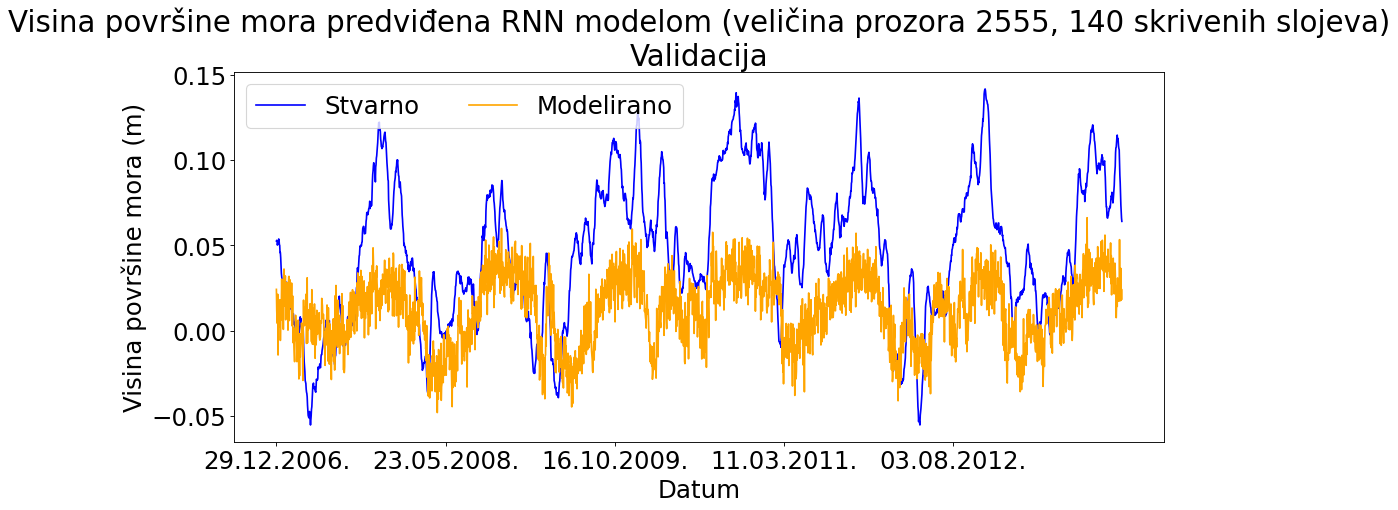 Visina površine mora predviđena RNN modelom (veličina prozora 2555, 140 skrivenih slojeva)
Validacija
Stvarno
Modelirano
Visina površine mora (m)
0.15
0.10
0.05
0.00
−0.05
29.12.2006.
23.05.2008.
16.10.2009.
11.03.2011.
03.08.2012.
Datum